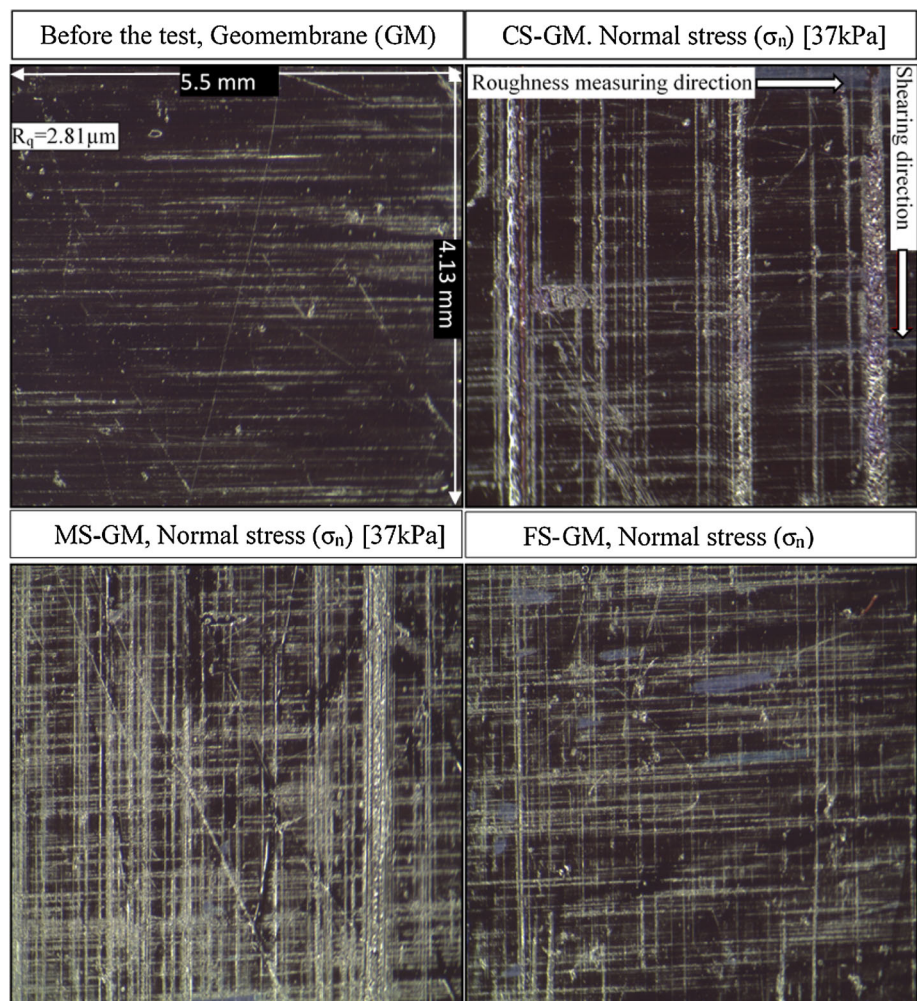 Before the test, Geomembrane (GM)
CS-GM. Normal stress (σₙ) [37kPa]
5.5 mm
R_q=2.81μm
4.13 mm
Roughness measuring direction
Shearing direction
MS-GM, Normal stress (σₙ) [37kPa]
FS-GM, Normal stress (σₙ)